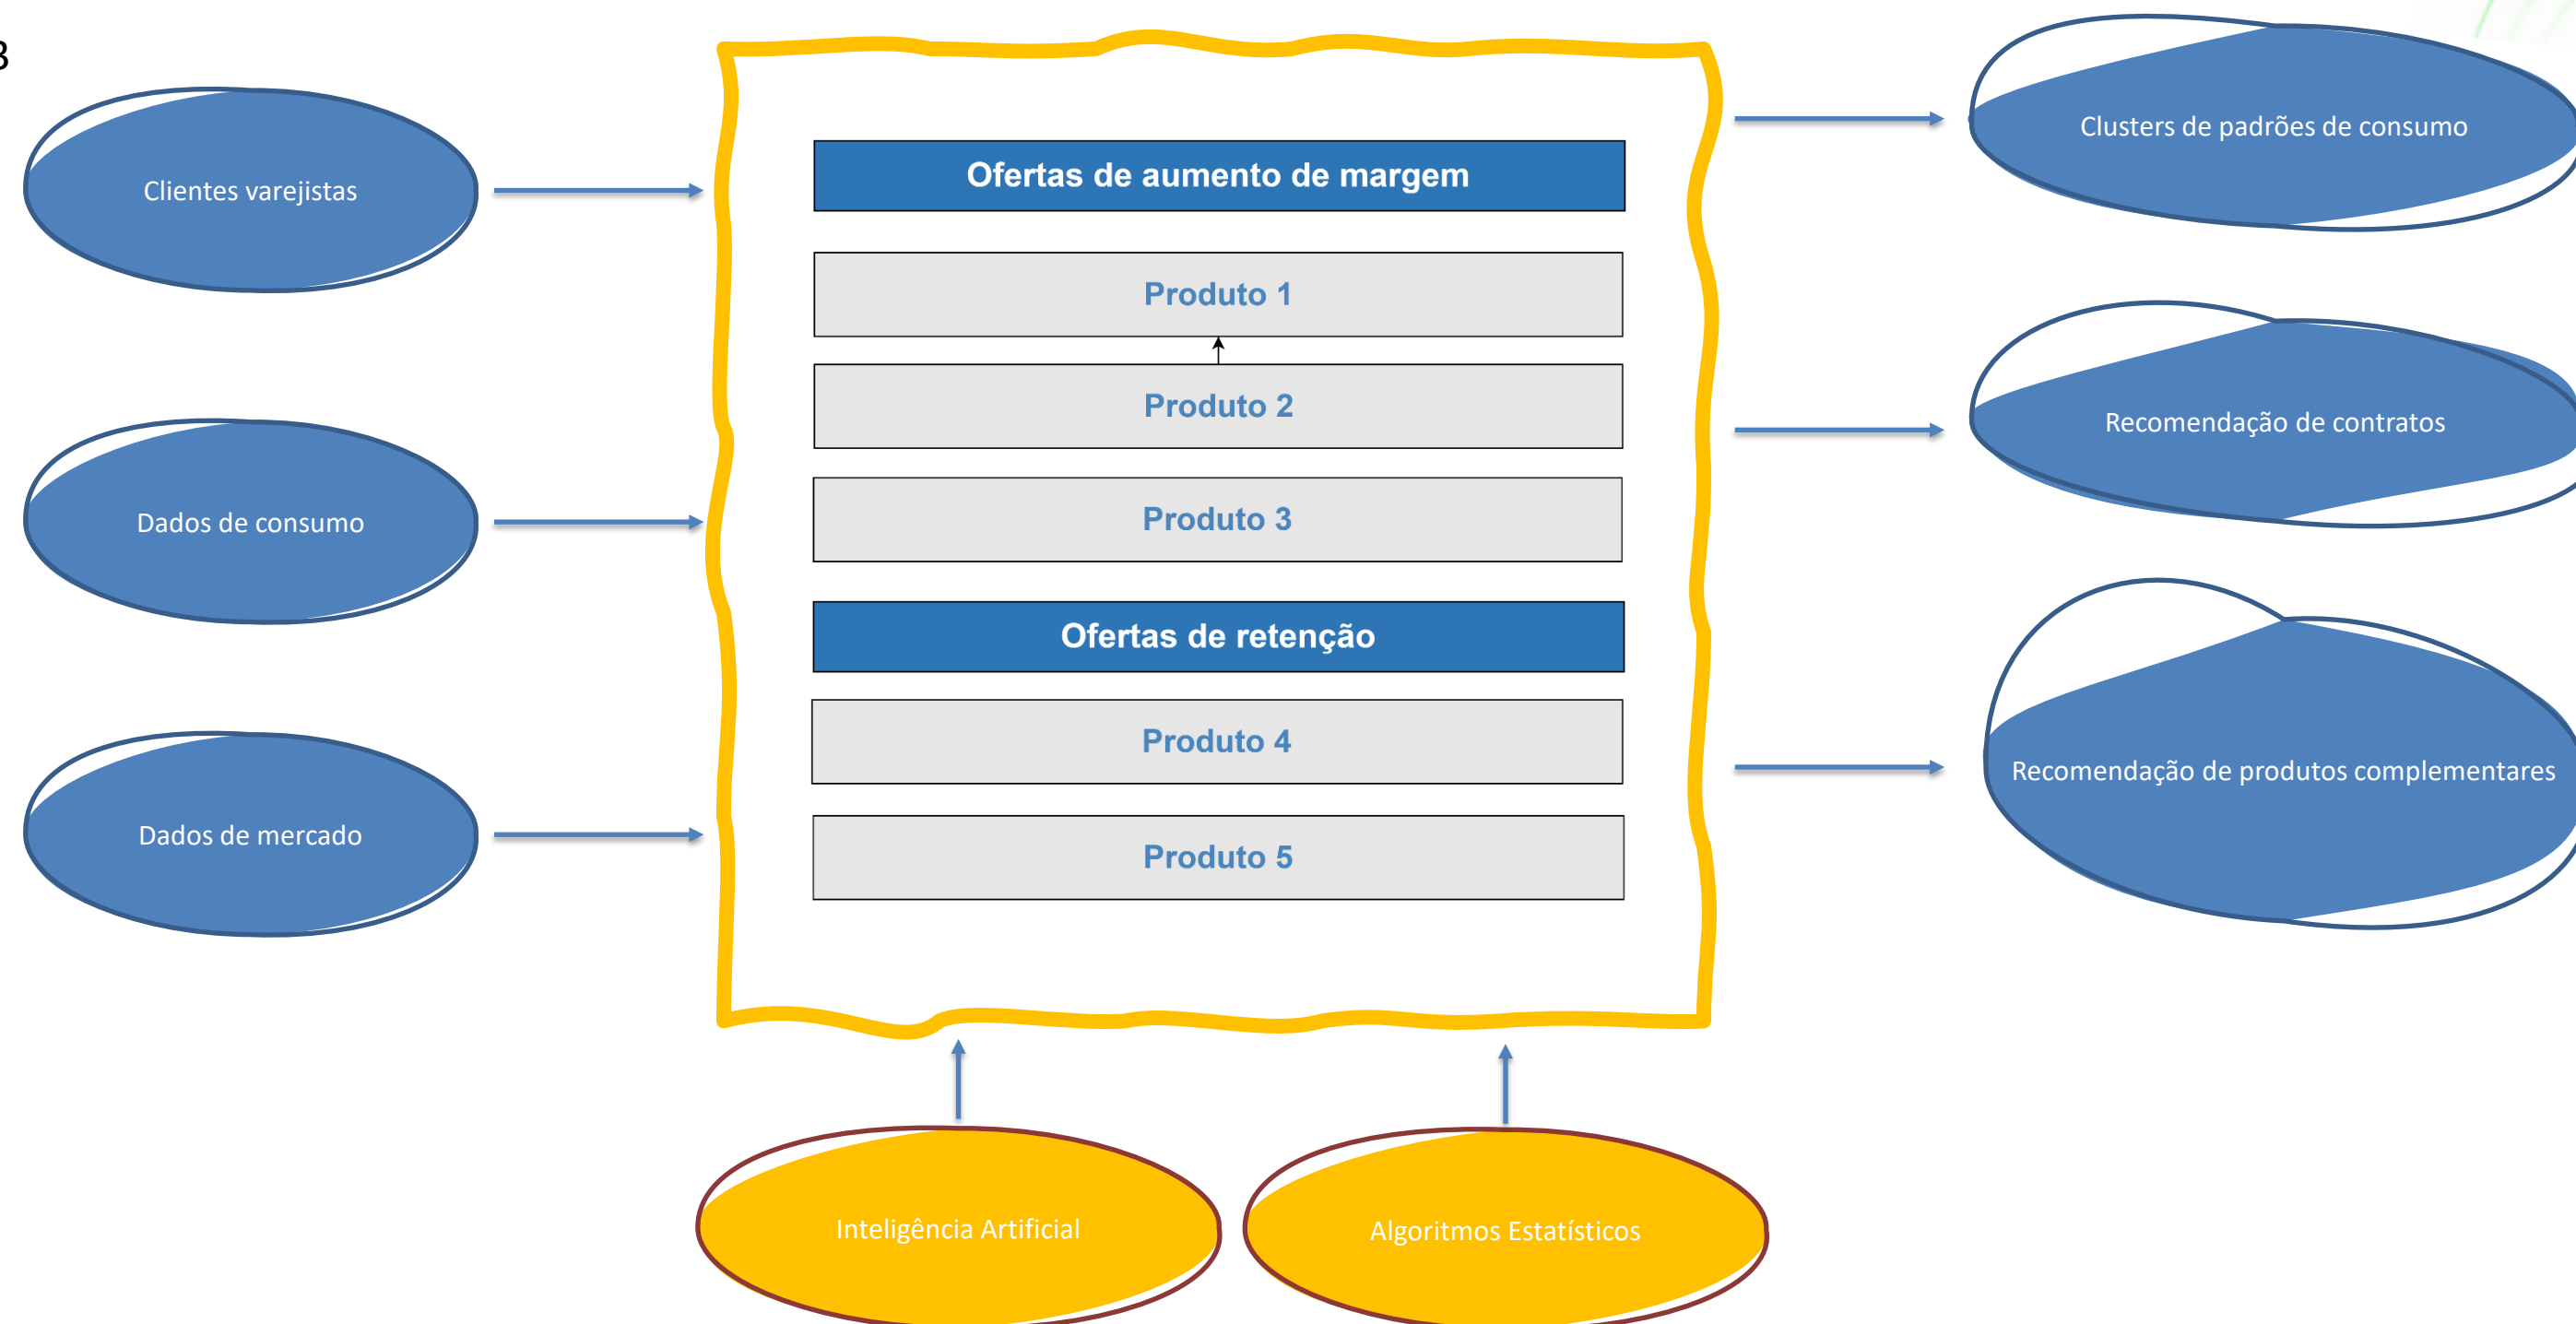 Clientes varejistas
Dados de consumo
Dados de mercado
Ofertas de aumento de margem
Produto 1
Produto 2
Produto 3
Ofertas de retenção
Produto 4
Produto 5
Clusters de padrões de consumo
Recomendação de contratos
Recomendação de produtos complementares
Inteligência Artificial
Algoritmos Estatísticos